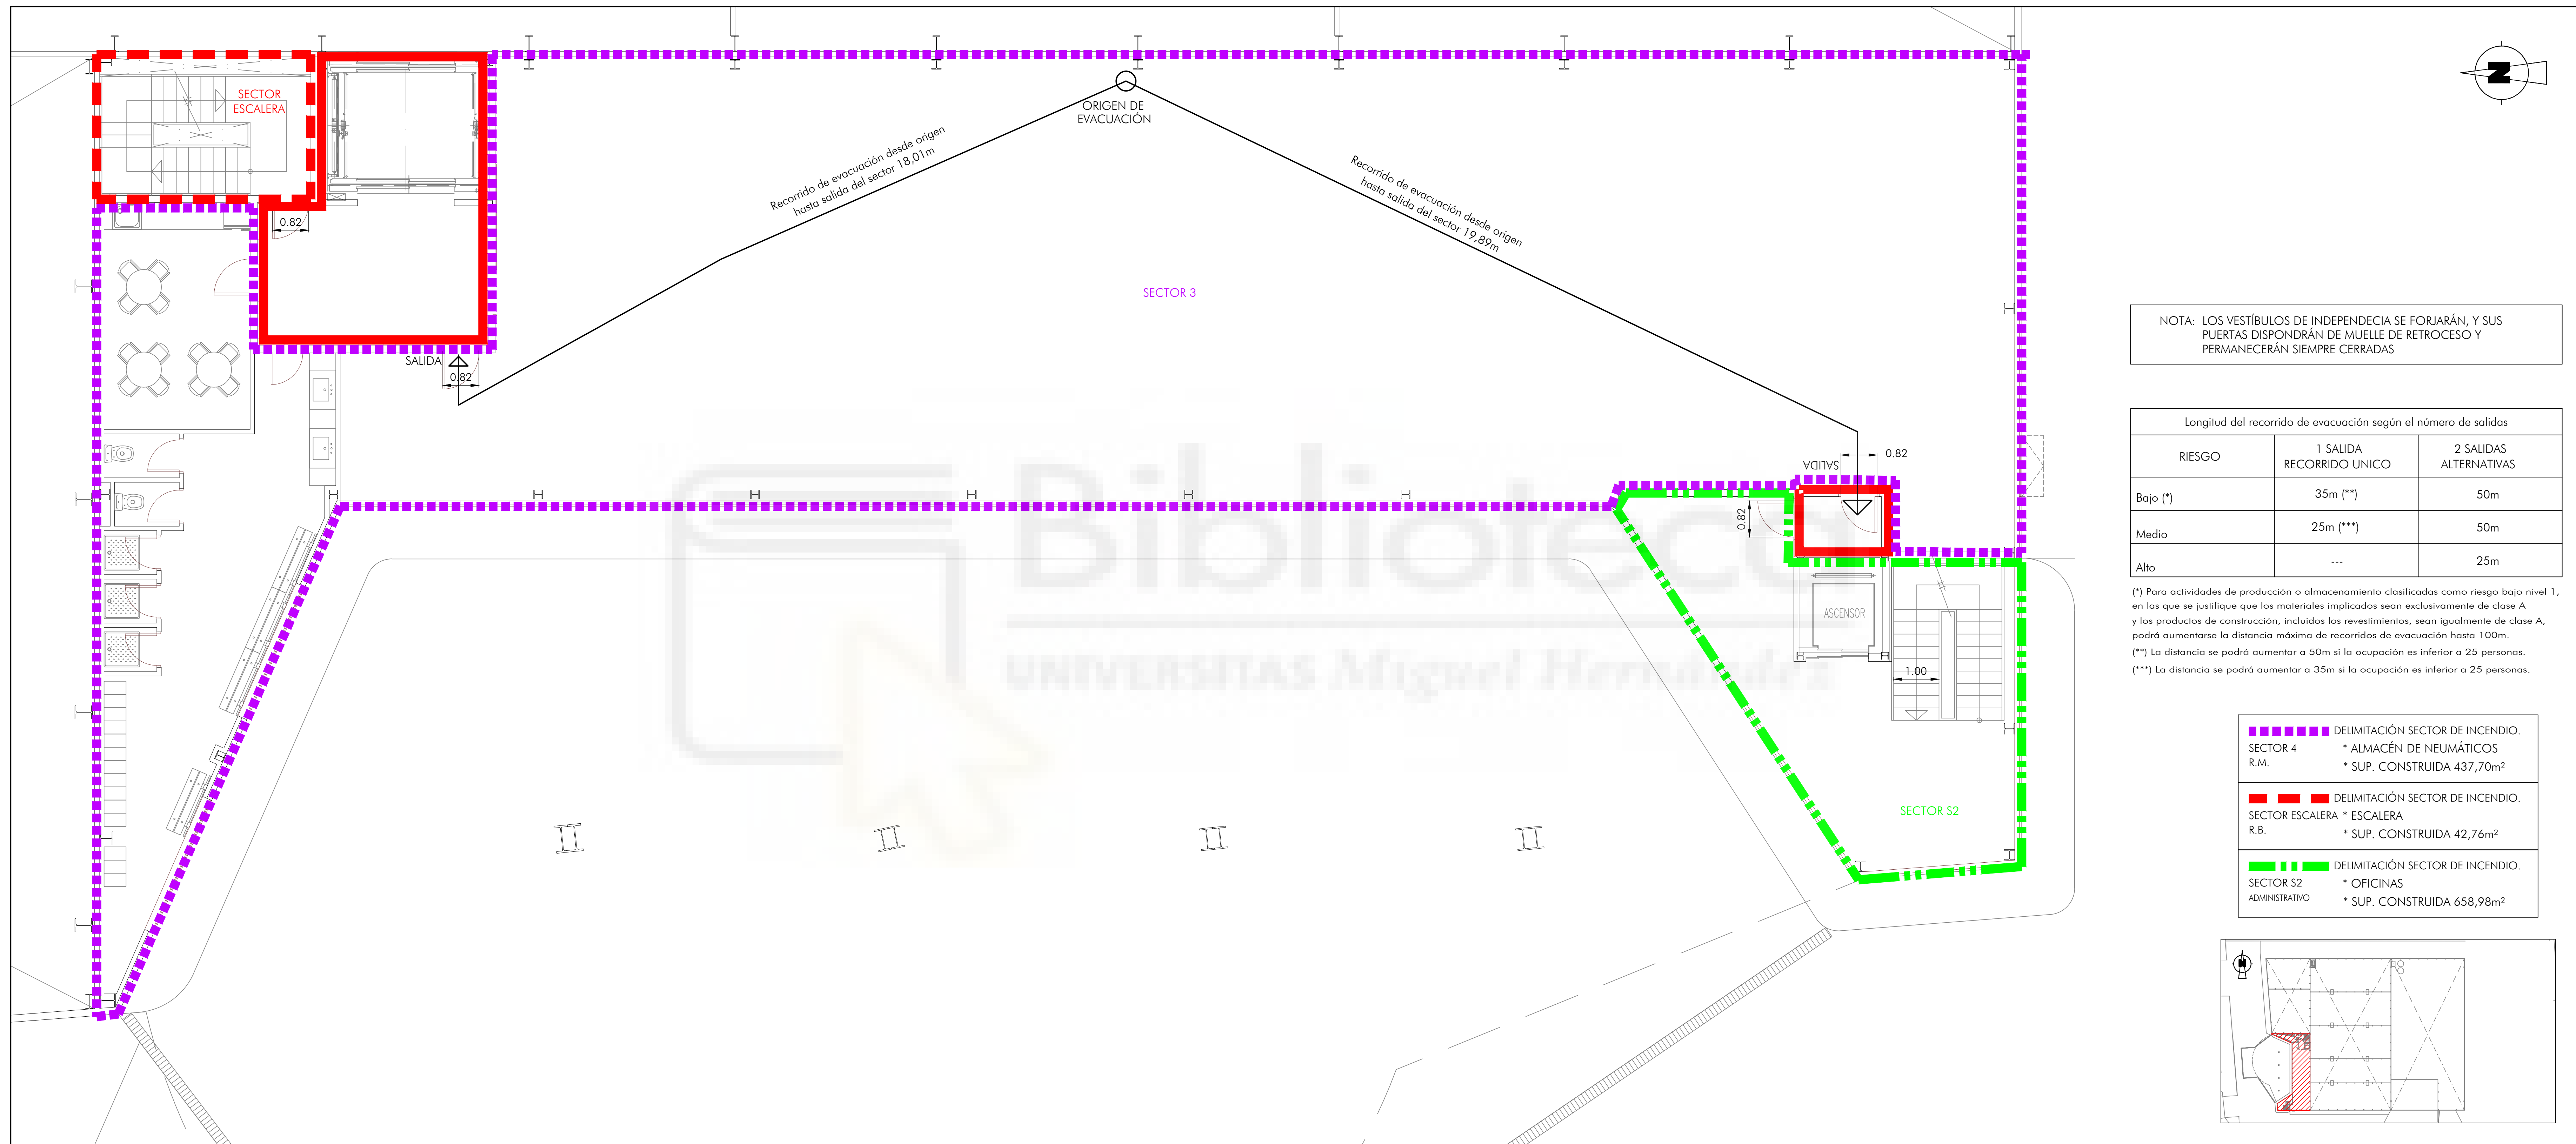 SECTOR
ESCALERA
ORIGEN DE
EVACUACIÓN
Recorrido de evacuación desde origen
hasta salida del sector 18,01m
Recorrido de evacuación desde origen
hasta salida del sector 19,89m
N
0.82
SECTOR 3
SALIDA
0.82
SALIDA
0.82
0.82
ASCENSOR
1.00
SECTOR S2
Biblioteca
UNIVERSITAS Miguel Hernández
NOTA: LOS VESTÍBULOS DE INDEPENDECIA SE FORJARÁN, Y SUS
PUERTAS DISPONDRÁN DE MUELLE DE RETROCESO Y
PERMANECERÁN SIEMPRE CERRADAS
Longitud del recorrido de evacuación según el número de salidas
RIESGO
1 SALIDA
RECORRIDO UNICO
2 SALIDAS
ALTERNATIVAS
Bajo (*)
35m (**)
50m
Medio
25m (***)
50m
Alto
---
25m
(*) Para actividades de producción o almacenamiento clasificadas como riesgo bajo nivel 1,
en las que se justifique que los materiales implicados sean exclusivamente de clase A
y los productos de construcción, incluidos los revestimientos, sean igualmente de clase A,
podrá aumentarse la distancia máxima de recorridos de evacuación hasta 100m.
(**) La distancia se podrá aumentar a 50m si la ocupación es inferior a 25 personas.
(***) La distancia se podrá aumentar a 35m si la ocupación es inferior a 25 personas.
DELIMITACIÓN SECTOR DE INCENDIO.
SECTOR 4 * ALMACÉN DE NEUMÁTICOS
R.M. * SUP. CONSTRUIDA 437,70m²
DELIMITACIÓN SECTOR DE INCENDIO.
SECTOR ESCALERA * ESCALERA
R.B. * SUP. CONSTRUIDA 42,76m²
DELIMITACIÓN SECTOR DE INCENDIO.
SECTOR S2 * OFICINAS
ADMINISTRATIVO * SUP. CONSTRUIDA 658,98m²
N